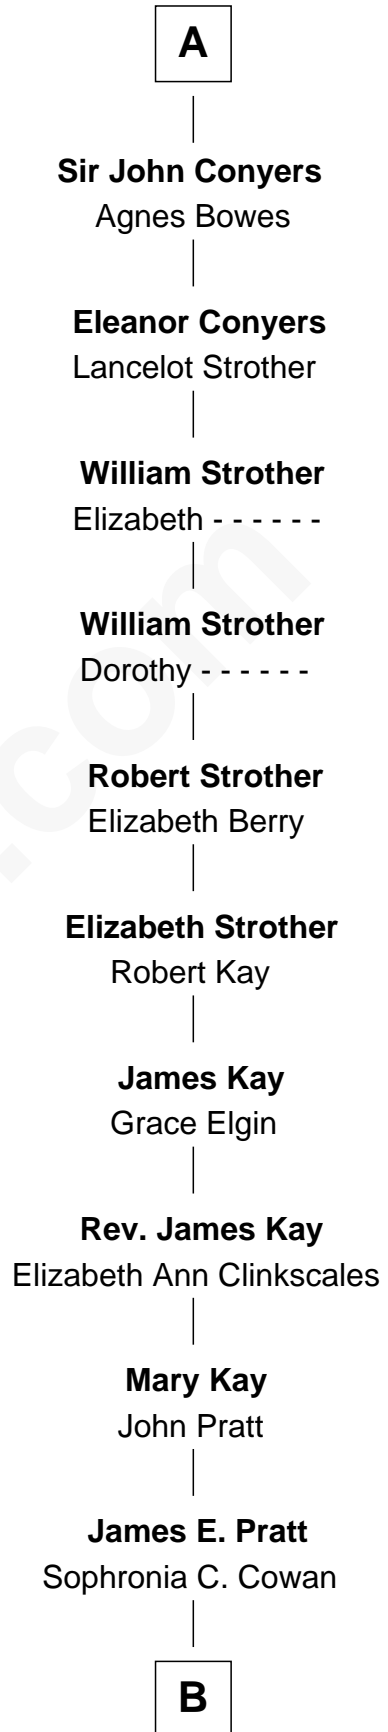 A
Sir John Conyers
Agnes Bowes
Eleanor Conyers
Lancelot Strother
William Strother
Elizabeth - - - - - -
William Strother
Dorothy - - - - - -
Robert Strother
Elizabeth Berry
Elizabeth Strother
Robert Kay
James Kay
Grace Elgin
Rev. James Kay
Elizabeth Ann Clinkscales
Mary Kay
John Pratt
James E. Pratt
Sophronia C. Cowan
B
.com